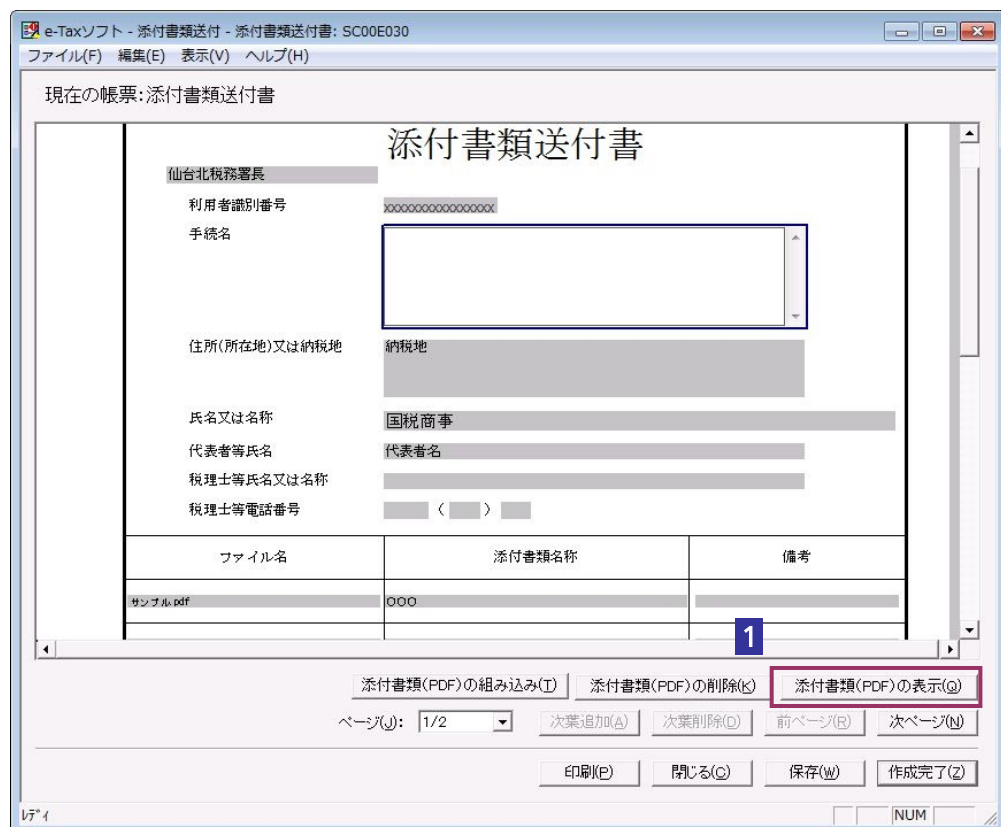 e-Taxソフト - 添付書類送付 - 添付書類送付書: SC00E030
ファイル(F) 編集(E) 表示(V) ヘルプ(H)
現在の帳票:添付書類送付書
添付書類送付書
仙台北税務署長
利用者識別番号 xxxxxxxxxxxxxxxx
手続名
住所(所在地)又は納税地 納税地
氏名又は名称 国税商事
代表者等氏名 代表者名
税理士等氏名又は名称
税理士等電話番号 ( )
ファイル名 添付書類名称 備考
サンプル.pdf ○○○
1
添付書類(PDF)の組み込み(T) 添付書類(PDF)の削除(K) 添付書類(PDF)の表示(Q)
ページ(J): 1/2 次葉追加(A) 次葉削除(D) 前ページ(R) 次ページ(N)
印刷(P) 閉じる(C) 保存(W) 作成完了(Z)
ﾚﾃﾞｨ NUM